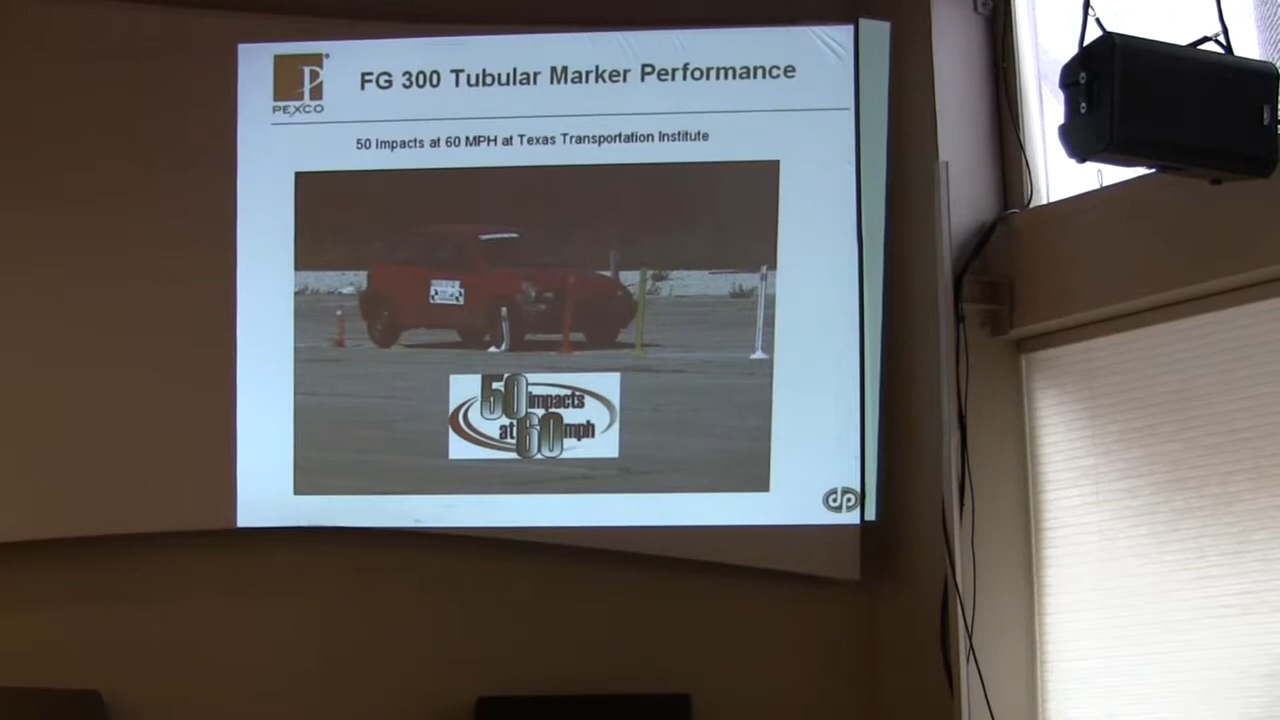 PEXCO
FG 300 Tubular Marker Performance
50 Impacts at 60 MPH at Texas Transportation Institute
50 impacts
at 60 mph
dp